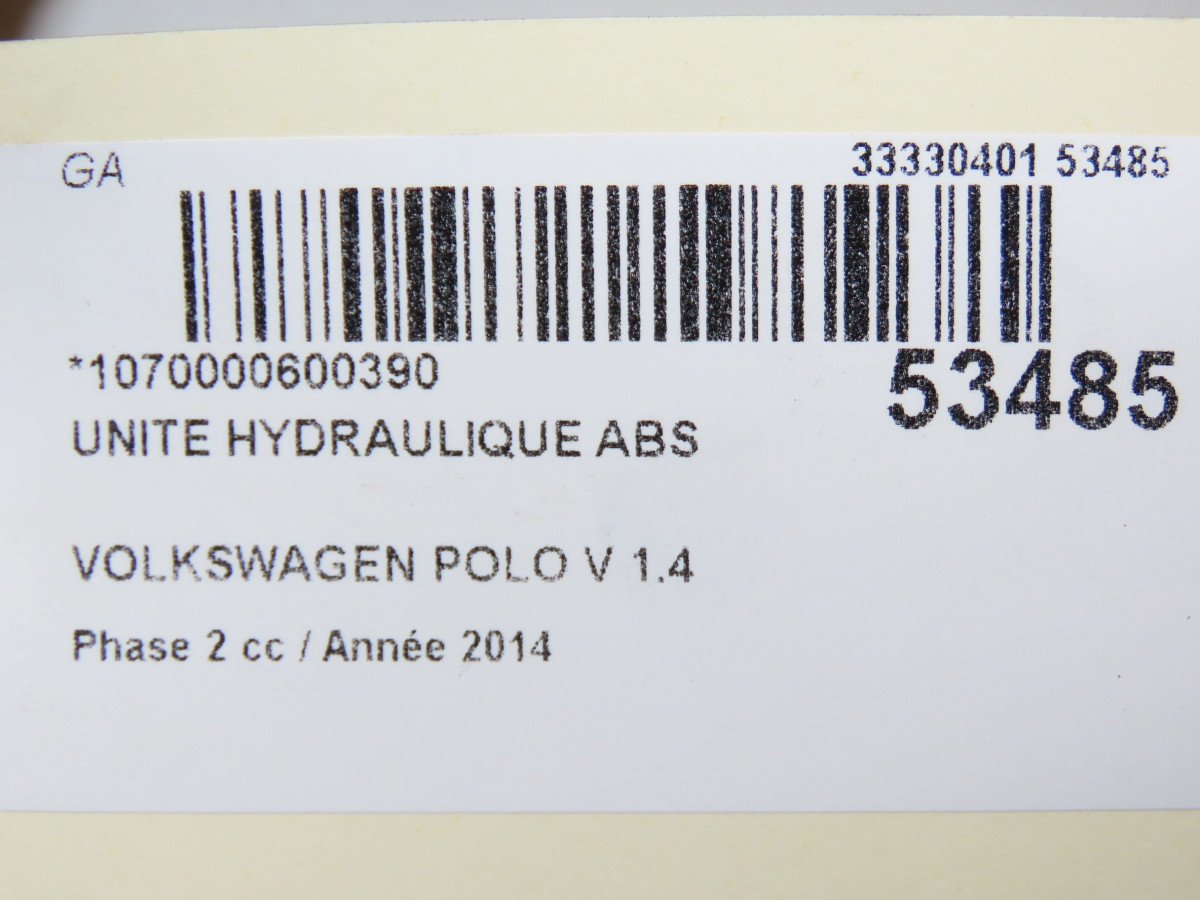 GA 33330401 53485
*1070000600390
53485
UNITE HYDRAULIQUE ABS
VOLKSWAGEN POLO V 1.4
Phase 2 cc / Année 2014